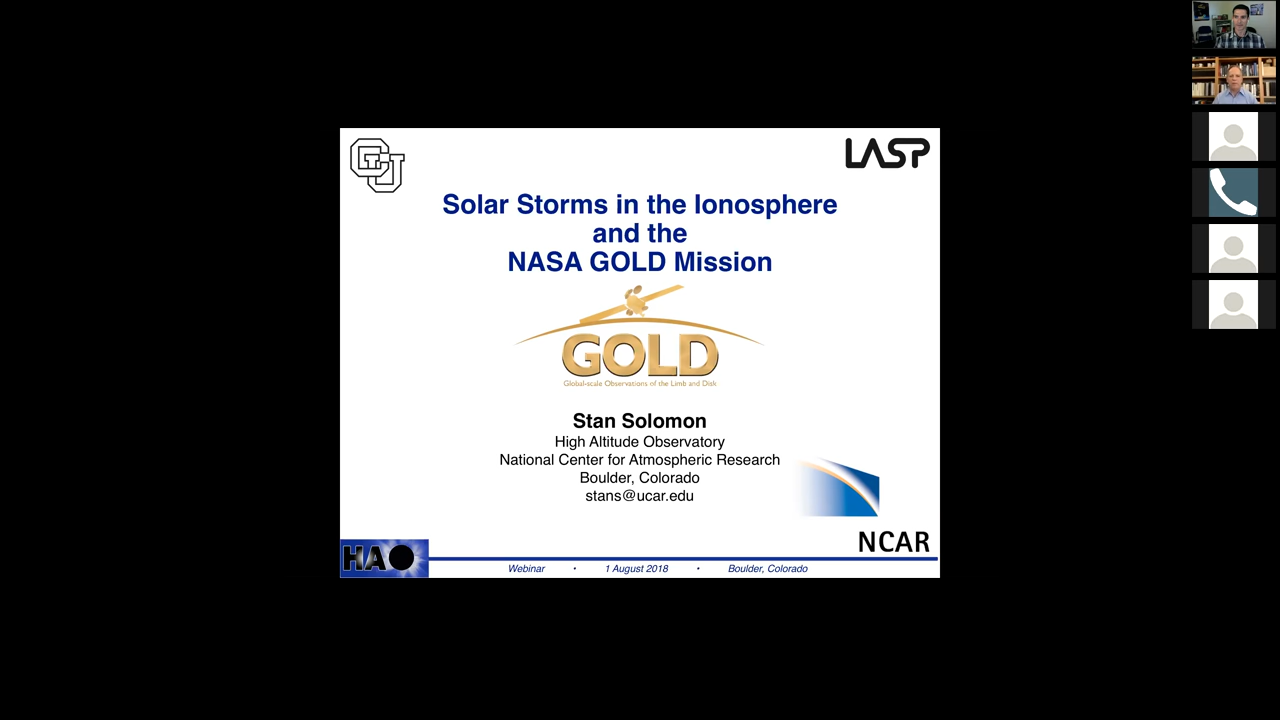 CU
LASP
Solar Storms in the Ionosphere
and the
NASA GOLD Mission
GOLD
Global-scale Observations of the Limb and Disk
Stan Solomon
High Altitude Observatory
National Center for Atmospheric Research
Boulder, Colorado
stans@ucar.edu
NCAR
HAO
Webinar • 1 August 2018 • Boulder, Colorado